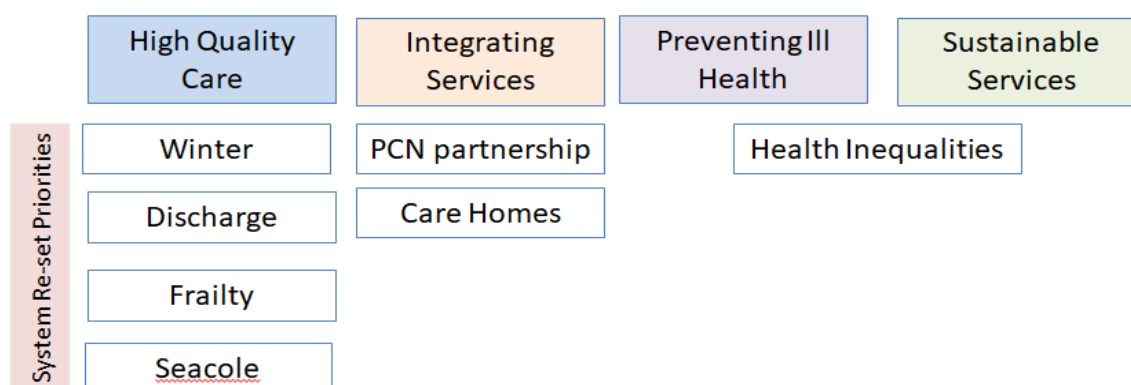 High Quality
Care
Integrating
Services
Preventing Ill
Health
Sustainable
Services
System Re-set Priorities
Winter
PCN partnership
Health Inequalities
Discharge
Care Homes
Frailty
Seacole